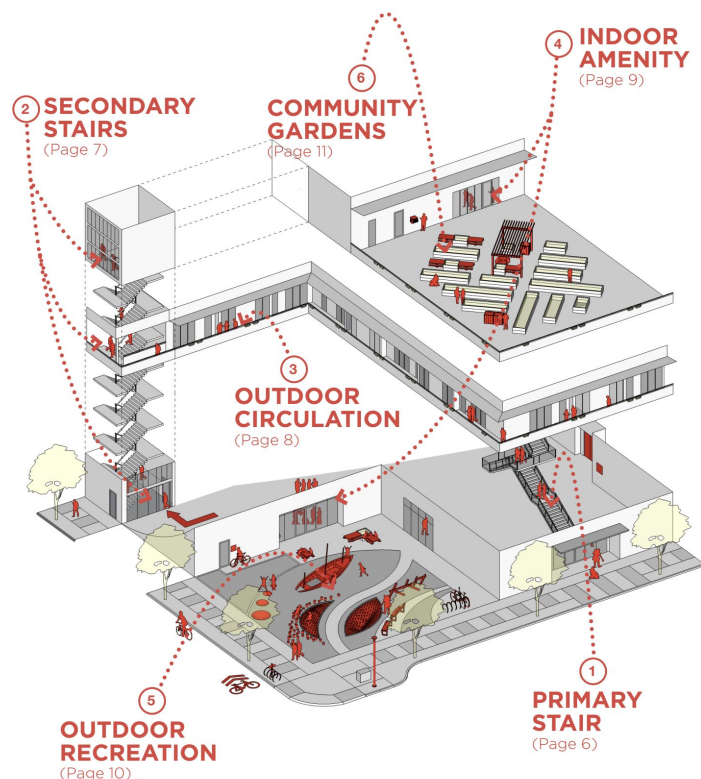 4 INDOOR
AMENITY
(Page 9)
6
COMMUNITY
GARDENS
(Page 11)
2 SECONDARY
STAIRS
(Page 7)
3
OUTDOOR
CIRCULATION
(Page 8)
1
PRIMARY
STAIR
(Page 6)
5
OUTDOOR
RECREATION
(Page 10)